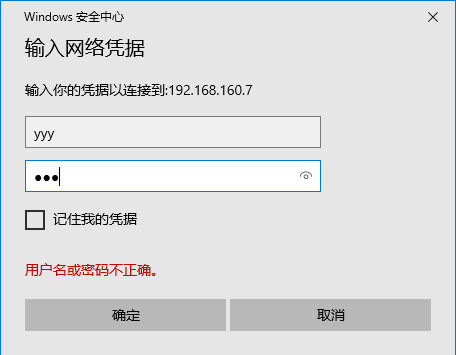 Windows 安全中心
输入网络凭据
输入你的凭据以连接到:192.168.160.7
yyy
●●●
记住我的凭据
用户名或密码不正确。
确定
取消